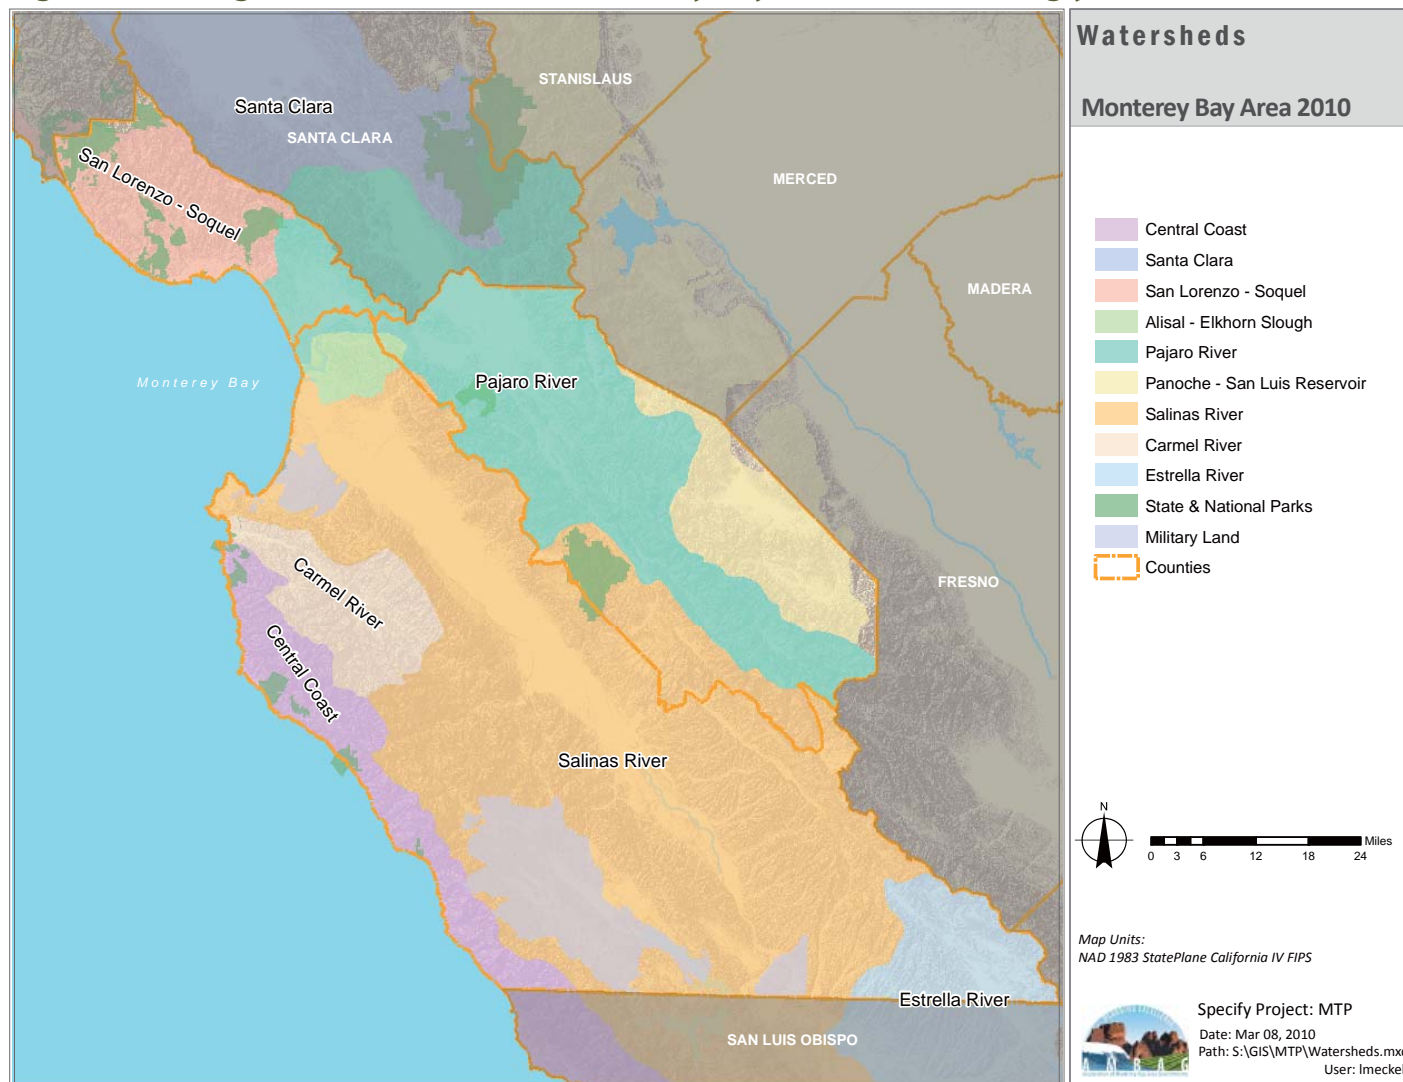 Watersheds
Monterey Bay Area 2010
STANISLAUS
Santa Clara
SANTA CLARA
San Lorenzo - Soquel
MERCED
MADERA
Monterey Bay
Pajaro River
FRESNO
Carmel River
Central Coast
Salinas River
Estrella River
SAN LUIS OBISPO
Central Coast
Santa Clara
San Lorenzo - Soquel
Alisal - Elkhorn Slough
Pajaro River
Panoche - San Luis Reservoir
Salinas River
Carmel River
Estrella River
State & National Parks
Military Land
Counties
N
Miles
0 3 6 12 18 24
Map Units:
NAD 1983 StatePlane California IV FIPS
Specify Project: MTP
Date: Mar 08, 2010
Path: S:\GIS\MTP\Watersheds.mxd
User: lmeckel
AMBAG